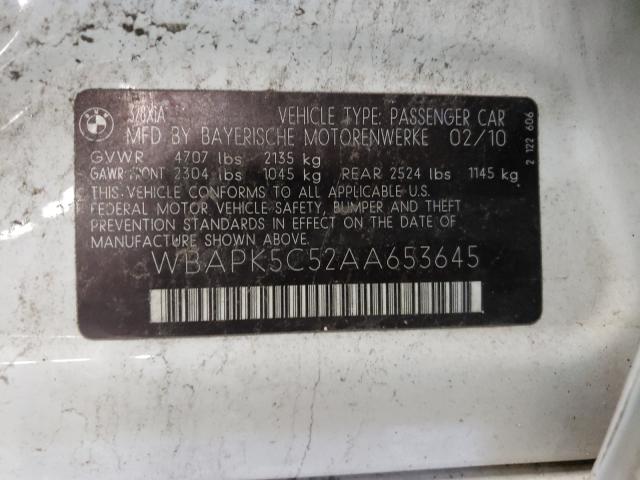 328XIA VEHICLE TYPE: PASSENGER CAR
MFD BY BAYERISCHE MOTORENWERKE 02/10
GVWR 4707 lbs 2135 kg
GAWR FRONT 2304 lbs 1045 kg REAR 2524 lbs 1145 kg
THIS VEHICLE CONFORMS TO ALL APPLICABLE U.S.
FEDERAL MOTOR VEHICLE SAFETY, BUMPER AND THEFT
PREVENTION STANDARDS IN EFFECT ON THE DATE OF
MANUFACTURE SHOWN ABOVE.
WBAPK5C52AA653645
2 122 606